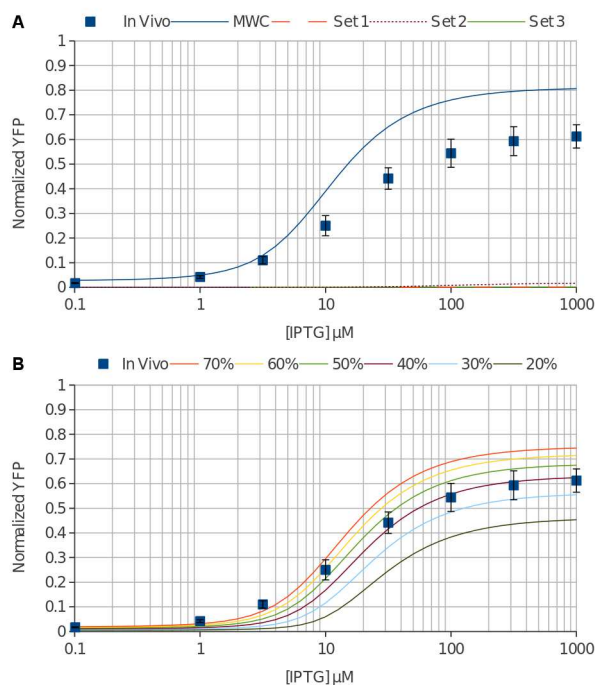 A
In Vivo MWC Set 1 Set 2 Set 3
1
0.9
0.8
0.7
0.6
0.5
0.4
0.3
0.2
0.1
0
Normalized YFP
0.1 1 10 100 1000
[IPTG] µM
B
In Vivo 70% 60% 50% 40% 30% 20%
1
0.9
0.8
0.7
0.6
0.5
0.4
0.3
0.2
0.1
0
Normalized YFP
0.1 1 10 100 1000
[IPTG] µM